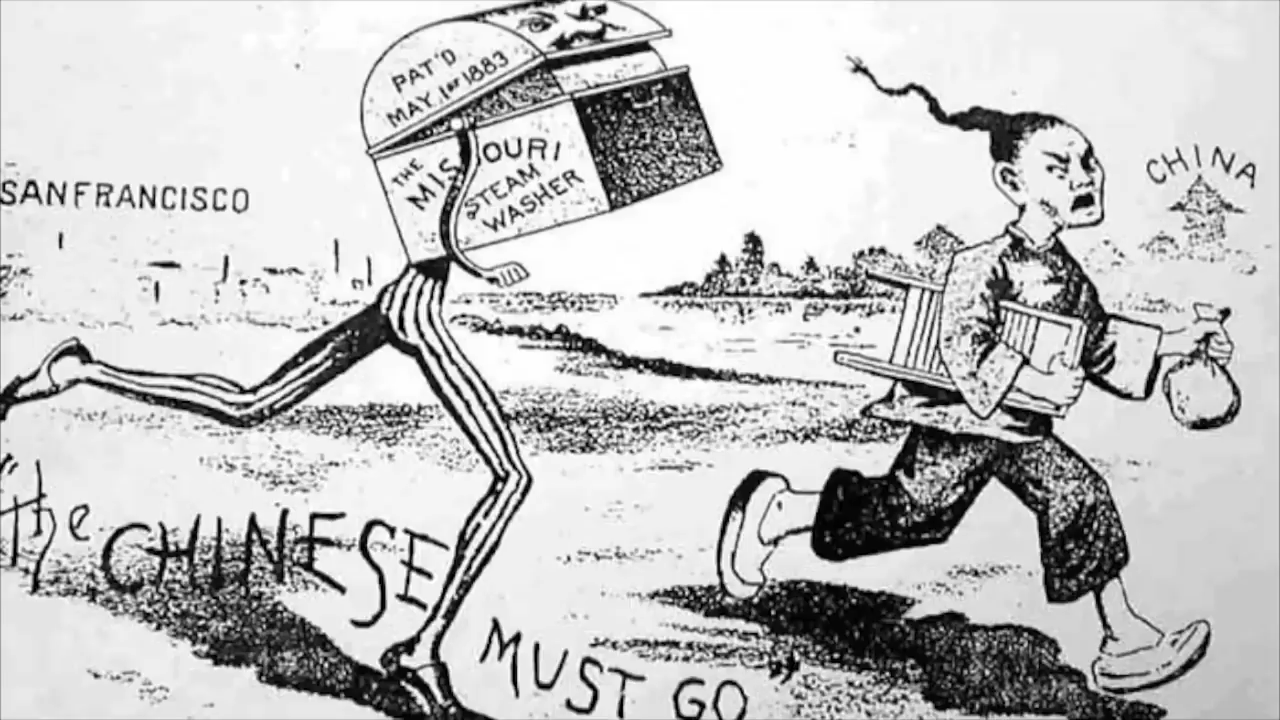 PAT'D
MAY, 1ST 1883
THE
MISSOURI
STEAM
WASHER
SANFRANCISCO
CHINA
"the CHINESE
MUST GO"